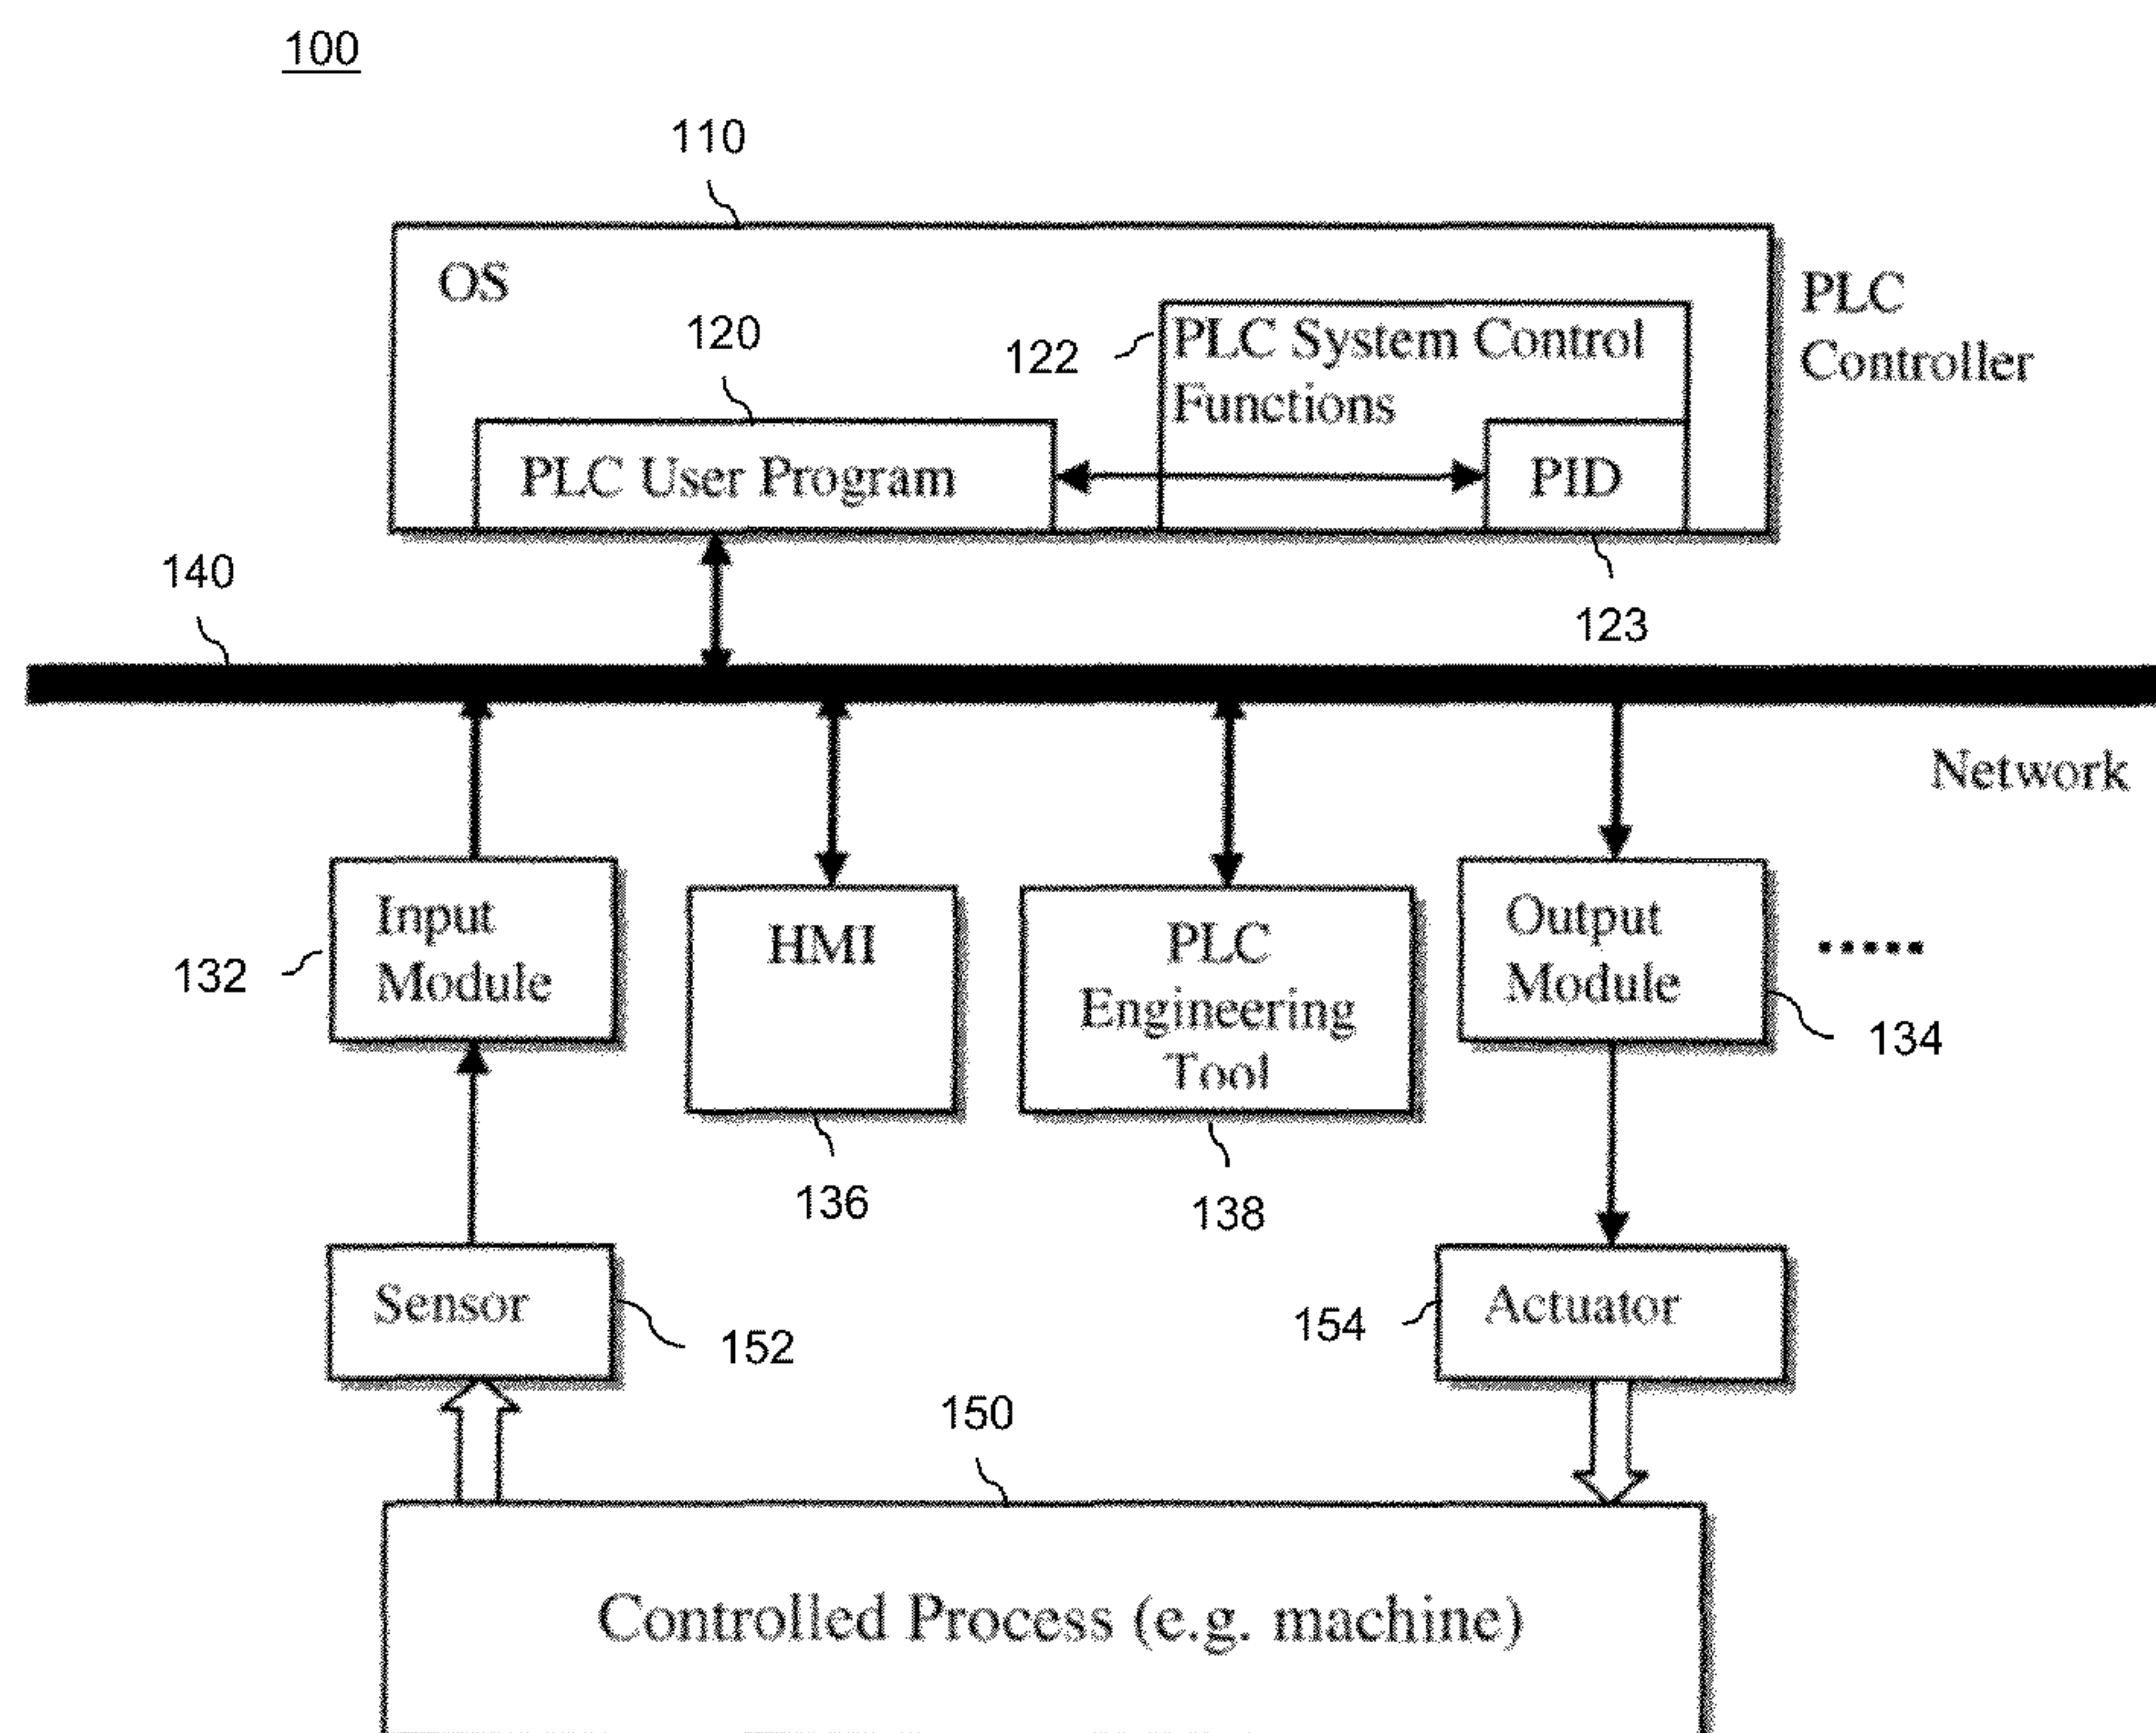 100
110
OS
PLC
Controller
120
122
PLC System Control
Functions
PLC User Program
PID
140
123
Network
Input
Module
132
HMI
PLC
Engineering
Tool
Output
Module
134
136
138
Sensor
152
154
Actuator
150
Controlled Process (e.g. machine)